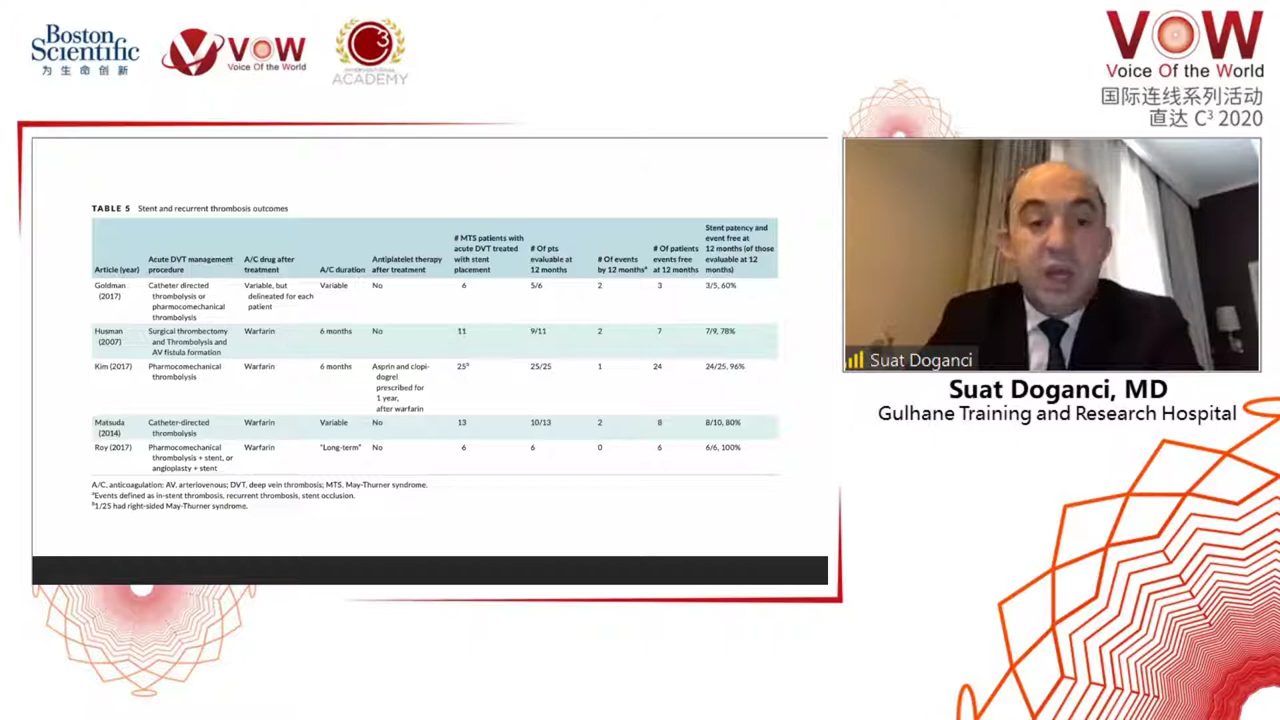 Boston
Scientific
为生命创新
VOW
Voice Of the World
C3
ACADEMY
VOW
Voice Of the World
国际连线系列活动
直达 C³ 2020
TABLE 5 Stent and recurrent thrombosis outcomes
Article (year) Acute DVT management procedure A/C drug after treatment A/C duration Antiplatelet therapy after treatment # MTS patients with acute DVT treated with stent placement # Of pts evaluable at 12 months # Of events by 12 monthsᵃ # Of patients events free at 12 months Stent patency and event free at 12 months (of those evaluable at 12 months)
Goldman (2017) Catheter directed thrombolysis or pharmocomechanical thrombolysis Variable, but delineated for each patient Variable No 6 5/6 2 3 3/5, 60%
Husman (2007) Surgical thrombectomy and Thrombolysis and AV fistula formation Warfarin 6 months No 11 9/11 2 7 7/9, 78%
Kim (2017) Pharmocomechanical thrombolysis Warfarin 6 months Asprin and clopi-dogrel prescribed for 1 year, after warfarin 25ᵇ 25/25 1 24 24/25, 96%
Matsuda (2014) Catheter-directed thrombolysis Warfarin Variable No 13 10/13 2 8 8/10, 80%
Roy (2017) Pharmocomechanical thrombolysis + stent, or angioplasty + stent Warfarin "Long-term" No 6 6 0 6 6/6, 100%
A/C, anticoagulation; AV, arteriovenous; DVT, deep vein thrombosis; MTS, May-Thurner syndrome.
ᵃEvents defined as in-stent thrombosis, recurrent thrombosis, stent occlusion.
ᵇ1/25 had right-sided May-Thurner syndrome.
Suat Doganci
Suat Doganci, MD
Gulhane Training and Research Hospital